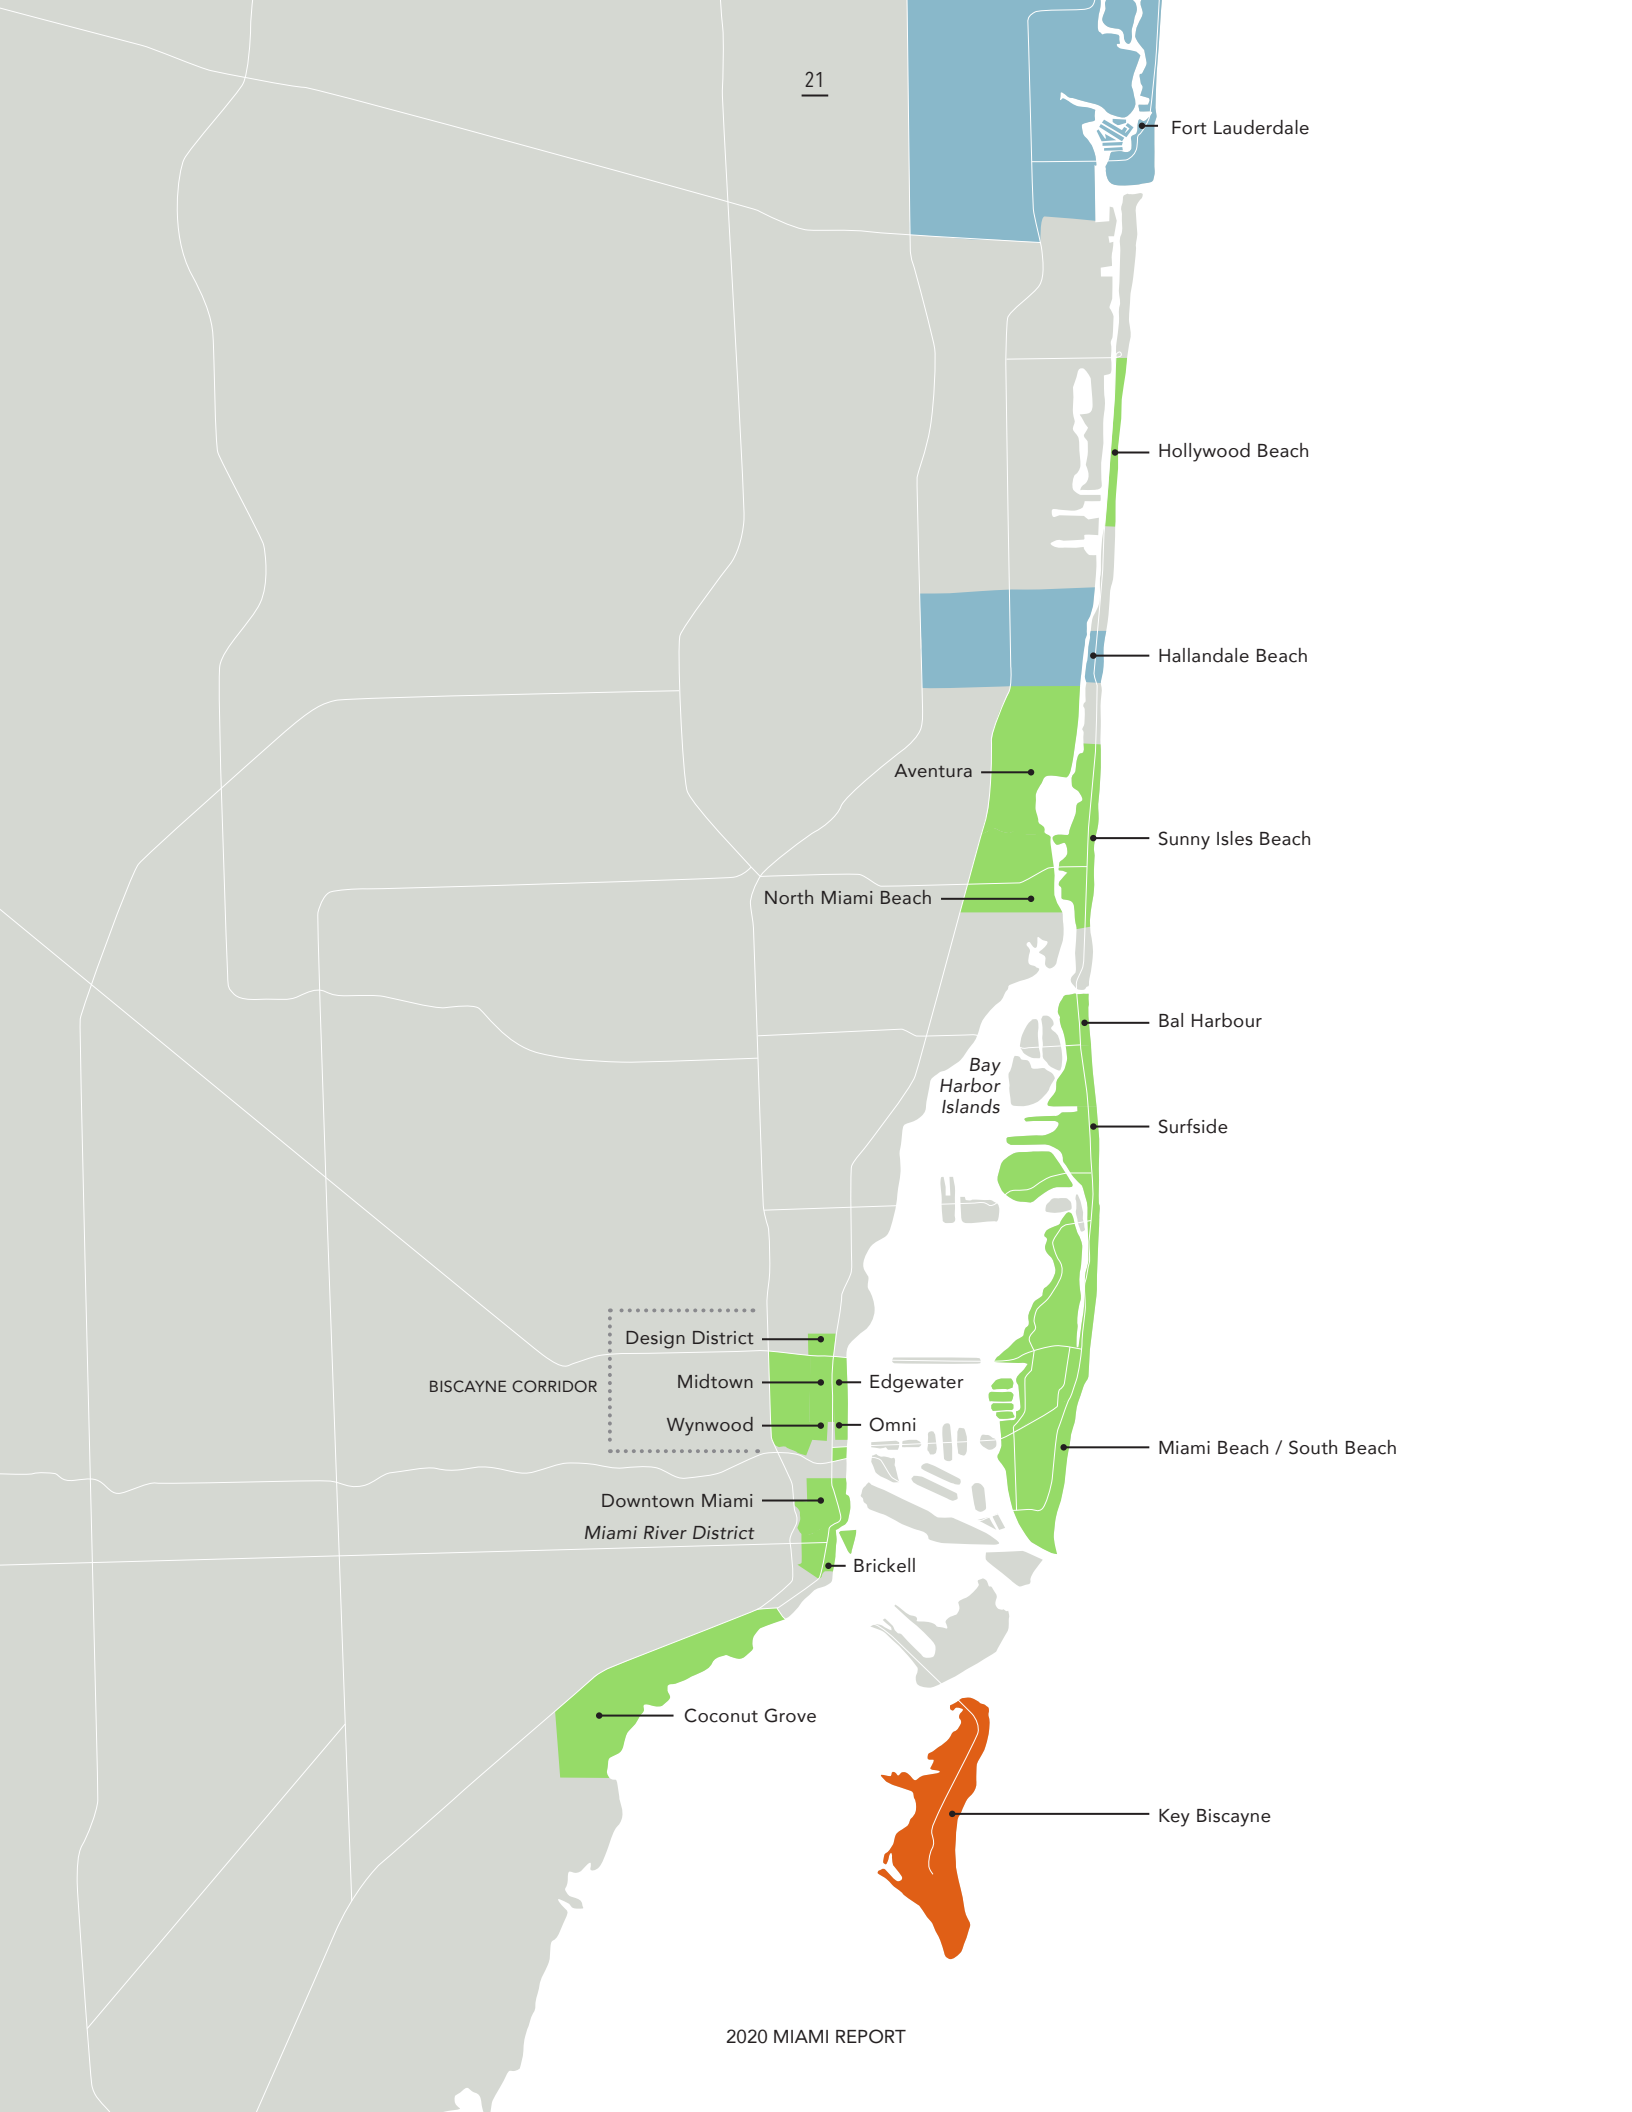 21
Fort Lauderdale
Hollywood Beach
Hallandale Beach
Aventura
Sunny Isles Beach
North Miami Beach
Bal Harbour
Bay
Harbor
Islands
Surfside
Design District
BISCAYNE CORRIDOR
Midtown
Edgewater
Wynwood
Omni
Miami Beach / South Beach
Downtown Miami
Miami River District
Brickell
Coconut Grove
Key Biscayne
2020 MIAMI REPORT